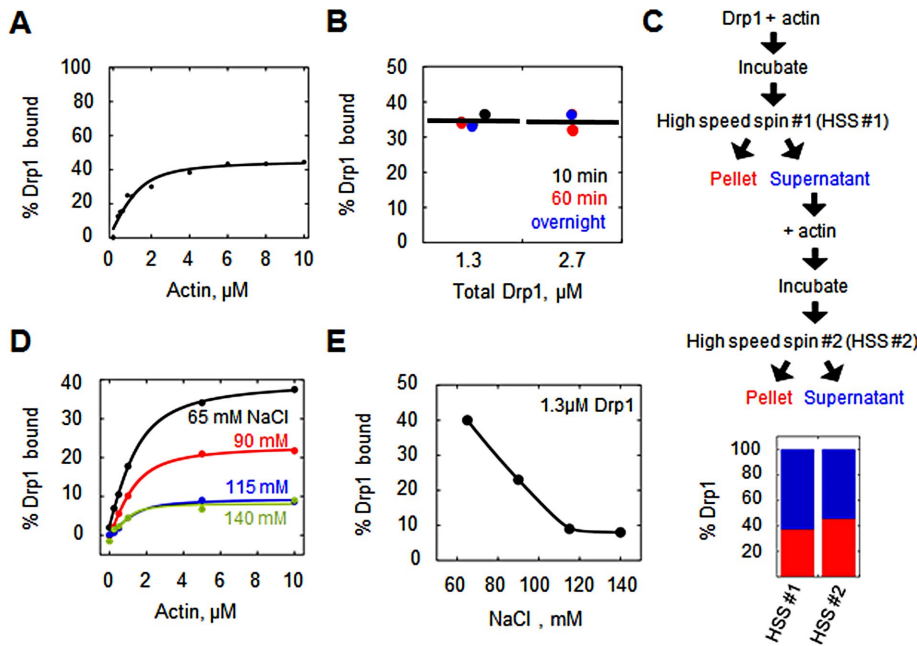 A
100
80
60
40
20
0
% Drp1 bound
0 2 4 6 8 10
Actin, µM
B
50
40
30
20
10
0
% Drp1 bound
10 min
60 min
overnight
1.3 2.7
Total Drp1, µM
C
Drp1 + actin
Incubate
High speed spin #1 (HSS #1)
Pellet Supernatant
+ actin
Incubate
High speed spin #2 (HSS #2)
Pellet Supernatant
100
80
60
40
20
% Drp1
HSS #1 HSS #2
D
40
30
20
10
0
% Drp1 bound
65 mM NaCl
90 mM
115 mM
140 mM
0 2 4 6 8 10
Actin, µM
E
50
40
30
20
10
0
% Drp1 bound
1.3µM Drp1
60 80 100 120 140
NaCl , mM